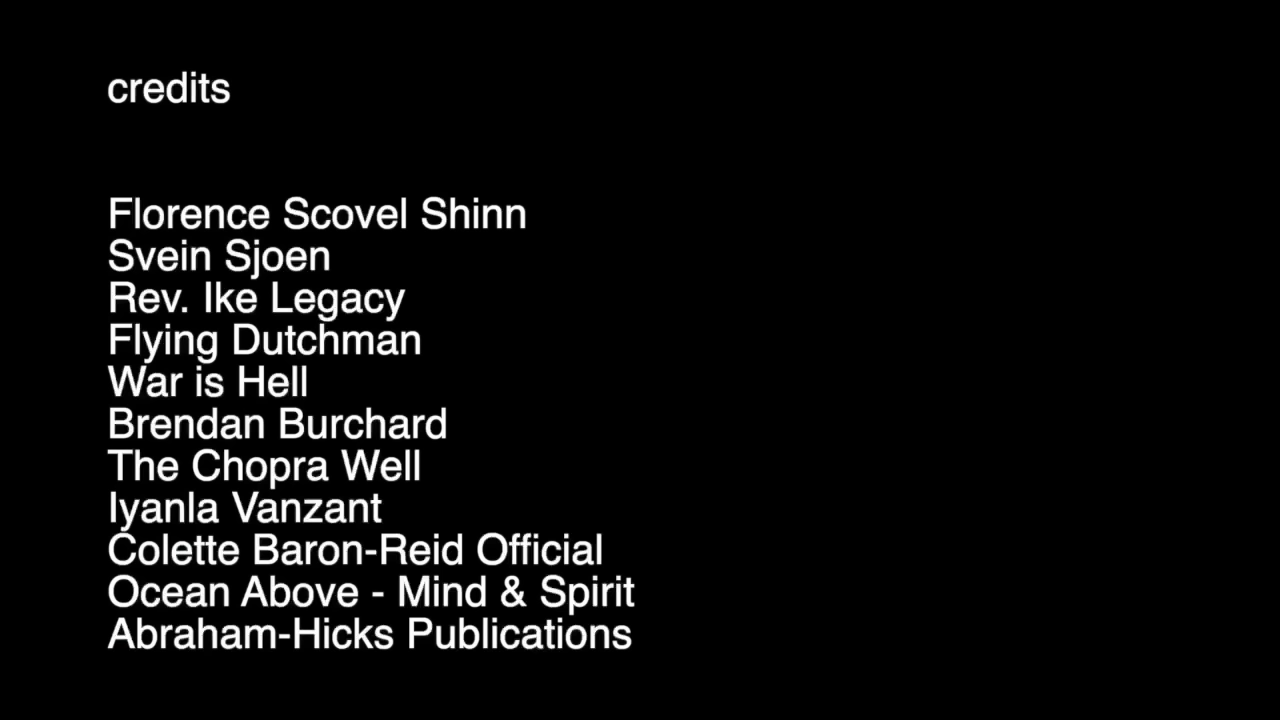 credits
Florence Scovel Shinn
Svein Sjoen
Rev. Ike Legacy
Flying Dutchman
War is Hell
Brendan Burchard
The Chopra Well
Iyanla Vanzant
Colette Baron-Reid Official
Ocean Above - Mind & Spirit
Abraham-Hicks Publications